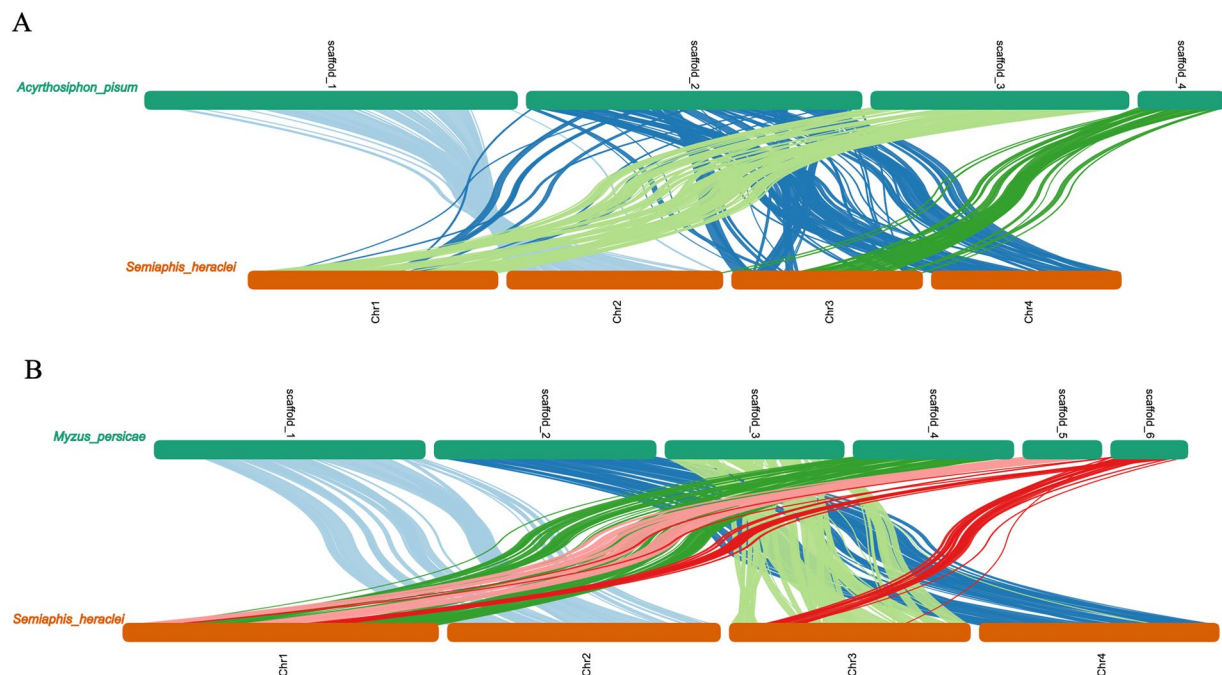 A
scaffold_1
scaffold_2
scaffold_3
scaffold_4
Acyrthosiphon_pisum
Semiaphis_heraclei
Chr1
Chr2
Chr3
Chr4
B
scaffold_1
scaffold_2
scaffold_3
scaffold_4
scaffold_5
scaffold_6
Myzus_persicae
Semiaphis_heraclei
Chr1
Chr2
Chr3
Chr4